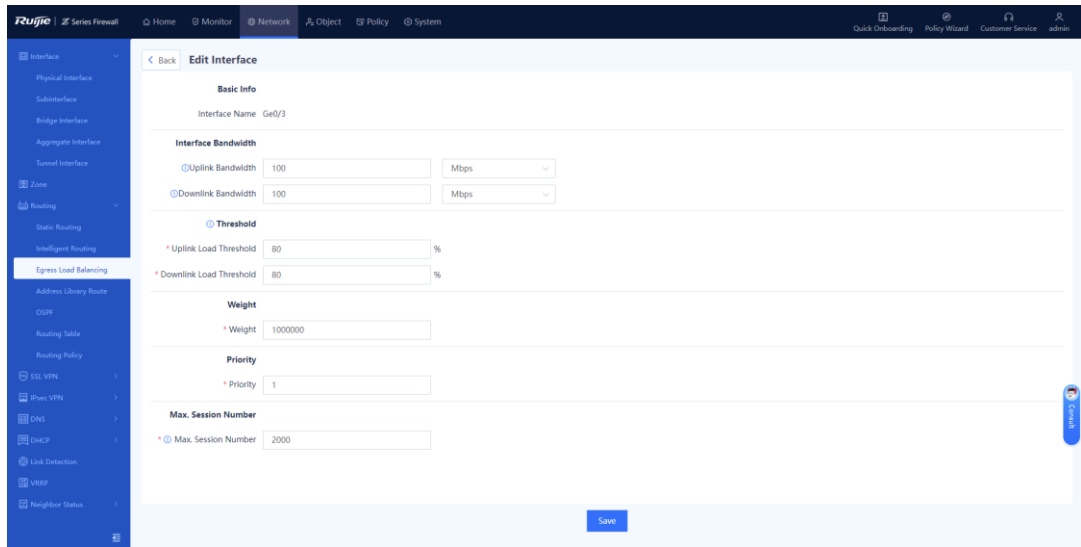 Ruijie | Z Series Firewall Home Monitor Network Object Policy System Quick Onboarding Policy Wizard Customer Service admin
Interface
Physical Interface
Subinterface
Bridge Interface
Aggregate Interface
Tunnel Interface
Zone
Routing
Static Routing
Intelligent Routing
Egress Load Balancing
Address Library Route
OSPF
Routing Table
Routing Policy
SSL VPN
IPsec VPN
DNS
DHCP
Link Detection
VRRP
Neighbor Status
< Back Edit Interface
Basic Info
Interface Name Ge0/3
Interface Bandwidth
Uplink Bandwidth 100 Mbps
Downlink Bandwidth 100 Mbps
Threshold
* Uplink Load Threshold 80 %
* Downlink Load Threshold 80 %
Weight
* Weight 1000000
Priority
* Priority 1
Max. Session Number
* Max. Session Number 2000
Save
Consult